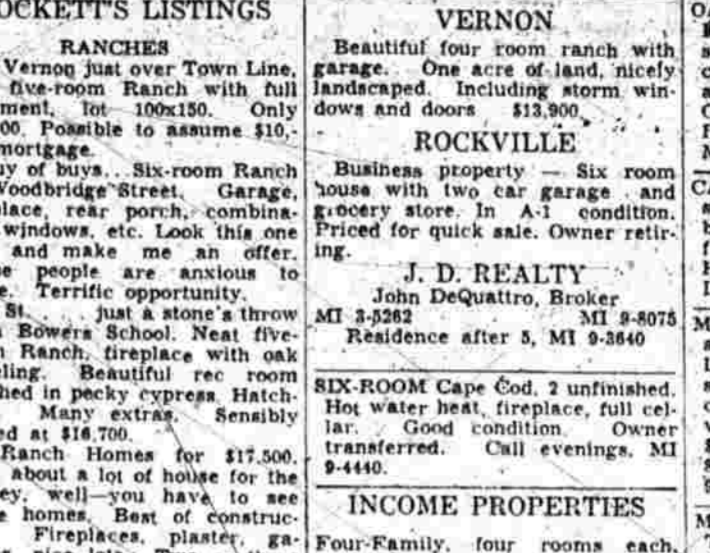 OCKETT'S LISTINGS
RANCHES
Vernon just over Town Line,
five-room Ranch with full
ment, lot 100x150. Only
00. Possible to assume $10,-
mortgage.
y of buys... Six-room Ranch
Woodbridge Street. Garage,
lace, rear porch, combina-
windows, etc. Look this one
and make me an offer.
e people are anxious to
e. Terrific opportunity.
St. . . . just a stone's throw
Bowers School. Neat five-
Ranch, fireplace with oak
ling. Beautiful rec room
hed in pecky cypress. Hatch-
Many extras. Sensibly
ed at $16,700.
Ranch Homes for $17,500.
about a lot of house for the
ey, well—you have to see
e homes. Best of construc-
Fireplaces, plaster, ga-
VERNON
Beautiful four room ranch with
garage. One acre of land, nicely
landscaped. Including storm win-
dows and doors $13,900.
ROCKVILLE
Business property — Six room
house with two car garage and
grocery store. In A-1 condition.
Priced for quick sale. Owner retir-
ing.
J. D. REALTY
John DeQuattro, Broker
MI 3-5262 MI 9-8075
Residence after 5, MI 9-3640
SIX-ROOM Cape Cod, 2 unfinished.
Hot water heat, fireplace, full cel-
lar. Good condition. Owner
transferred. Call evenings, MI
9-4440.
INCOME PROPERTIES
Four-Family, four rooms each,